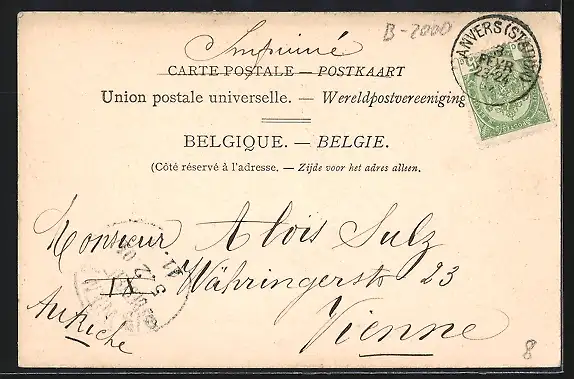 B-2000
Imprimé
CARTE POSTALE — POSTKAART
Union postale universelle. — Wereldpostvereeniging
BELGIQUE. — BELGIE.
(Côté réservé à l'adresse. — Zijde voor het adres alleen.
ANVERS
FEVR
Monsieur Alois Sulz
Währingerstr 23
IX
Autriche
Vienne
8